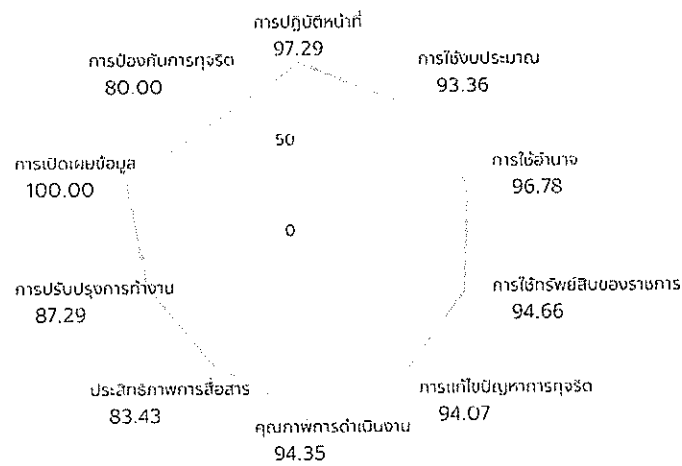 การปฏิบัติหน้าที่
97.29
การป้องกันการทุจริต
80.00
การใช้งบประมาณ
93.36
50
การเปิดเผยข้อมูล
100.00
การใช้อำนาจ
96.78
0
การปรับปรุงการทำงาน
87.29
การใช้ทรัพย์สินของราชการ
94.66
ประสิทธิภาพการสื่อสาร
83.43
การแก้ไขปัญหาการทุจริต
94.07
คุณภาพการดำเนินงาน
94.35